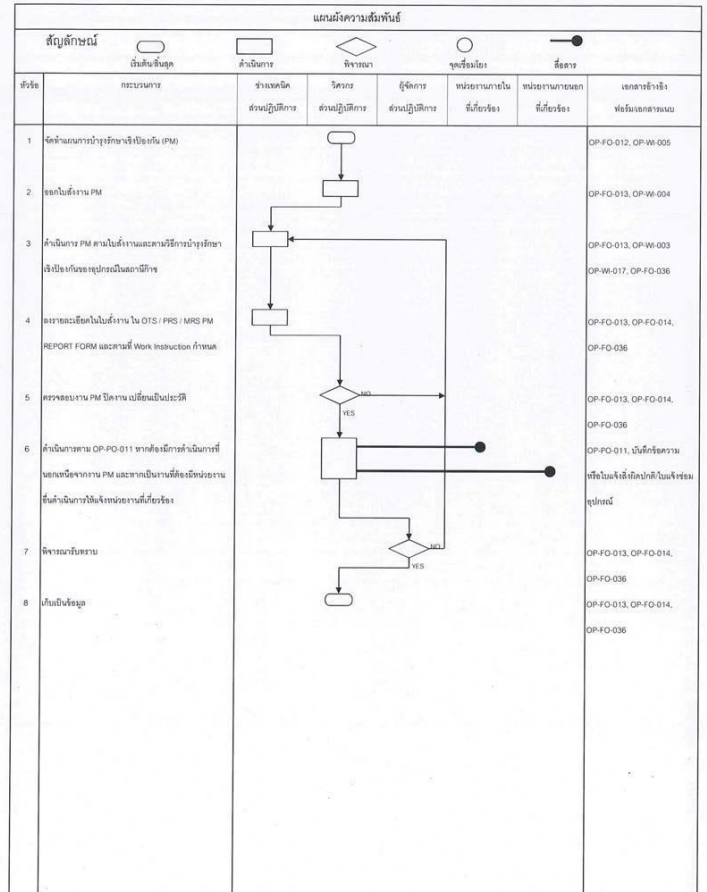 แผนผังความสัมพันธ์
สัญลักษณ์
เริ่มต้น/สิ้นสุด ดำเนินการ พิจารณา จุดเชื่อมโยง สื่อสาร
หัวข้อ กระบวนการ ช่างเทคนิค วิศวกร ผู้จัดการ หน่วยงานภายใน หน่วยงานภายนอก เอกสารอ้างอิง
ส่วนปฏิบัติการ ส่วนปฏิบัติการ ส่วนปฏิบัติการ ที่เกี่ยวข้อง ที่เกี่ยวข้อง ฟอร์ม/เอกสารแนบ
1 จัดทำแผนการบำรุงรักษาเชิงป้องกัน (PM) OP-FO-012, OP-WI-005
2 ออกใบสั่งงาน PM OP-FO-013, OP-WI-004
3 ดำเนินการ PM ตามใบสั่งงานและตามวิธีการบำรุงรักษา OP-FO-013, OP-WI-003
เชิงป้องกันของอุปกรณ์ในสถานีก๊าซ OP-WI-017, OP-FO-036
4 ลงรายละเอียดในใบสั่งงาน ใน OTS / PRS / MRS PM OP-FO-013, OP-FO-014,
REPORT FORM และตามที่ Work Instruction กำหนด OP-FO-036
5 ตรวจสอบงาน PM ปิดงาน เปลี่ยนเป็นประวัติ NO OP-FO-013, OP-FO-014,
YES OP-FO-036
6 ดำเนินการตาม OP-PO-011 หากต้องมีการดำเนินการที่ OP-PO-011, บันทึกข้อความ
นอกเหนือจากงาน PM และหากเป็นงานที่ต้องมีหน่วยงาน หรือใบแจ้งสิ่งผิดปกติ/ใบแจ้งซ่อม
อื่นดำเนินการให้แจ้งหน่วยงานที่เกี่ยวข้อง อุปกรณ์
7 พิจารณารับทราบ NO OP-FO-013, OP-FO-014,
YES OP-FO-036
8 เก็บเป็นข้อมูล OP-FO-013, OP-FO-014,
OP-FO-036